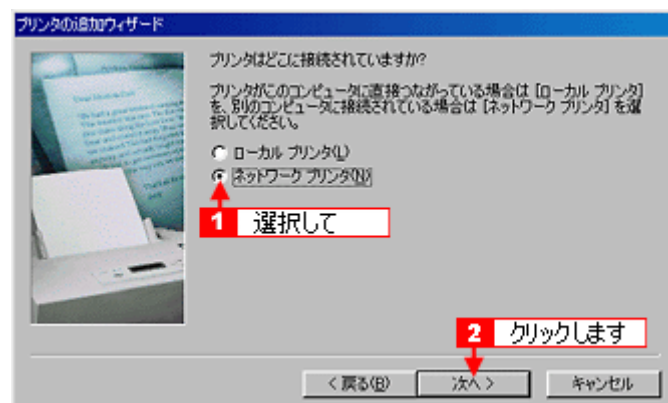 プリンタの追加ウィザード
プリンタはどこに接続されていますか?
プリンタがこのコンピュータに直接つながっている場合は [ローカル プリンタ]
を、別のコンピュータに接続されている場合は [ネットワーク プリンタ] を選
択してください。
ローカル プリンタ(L)
ネットワーク プリンタ(N)
1 選択して
2 クリックします
< 戻る(B)
次へ >
キャンセル